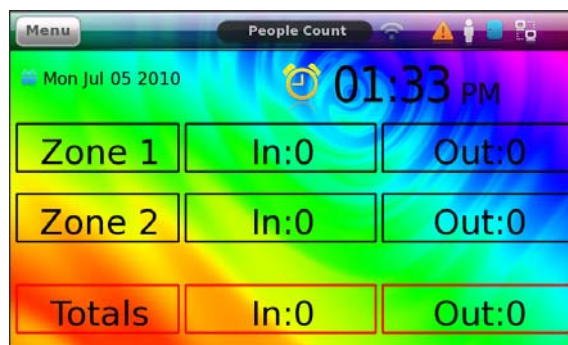 Menu People Count
Mon Jul 05 2010 01:33 PM
Zone 1 In:0 Out:0
Zone 2 In:0 Out:0
Totals In:0 Out:0